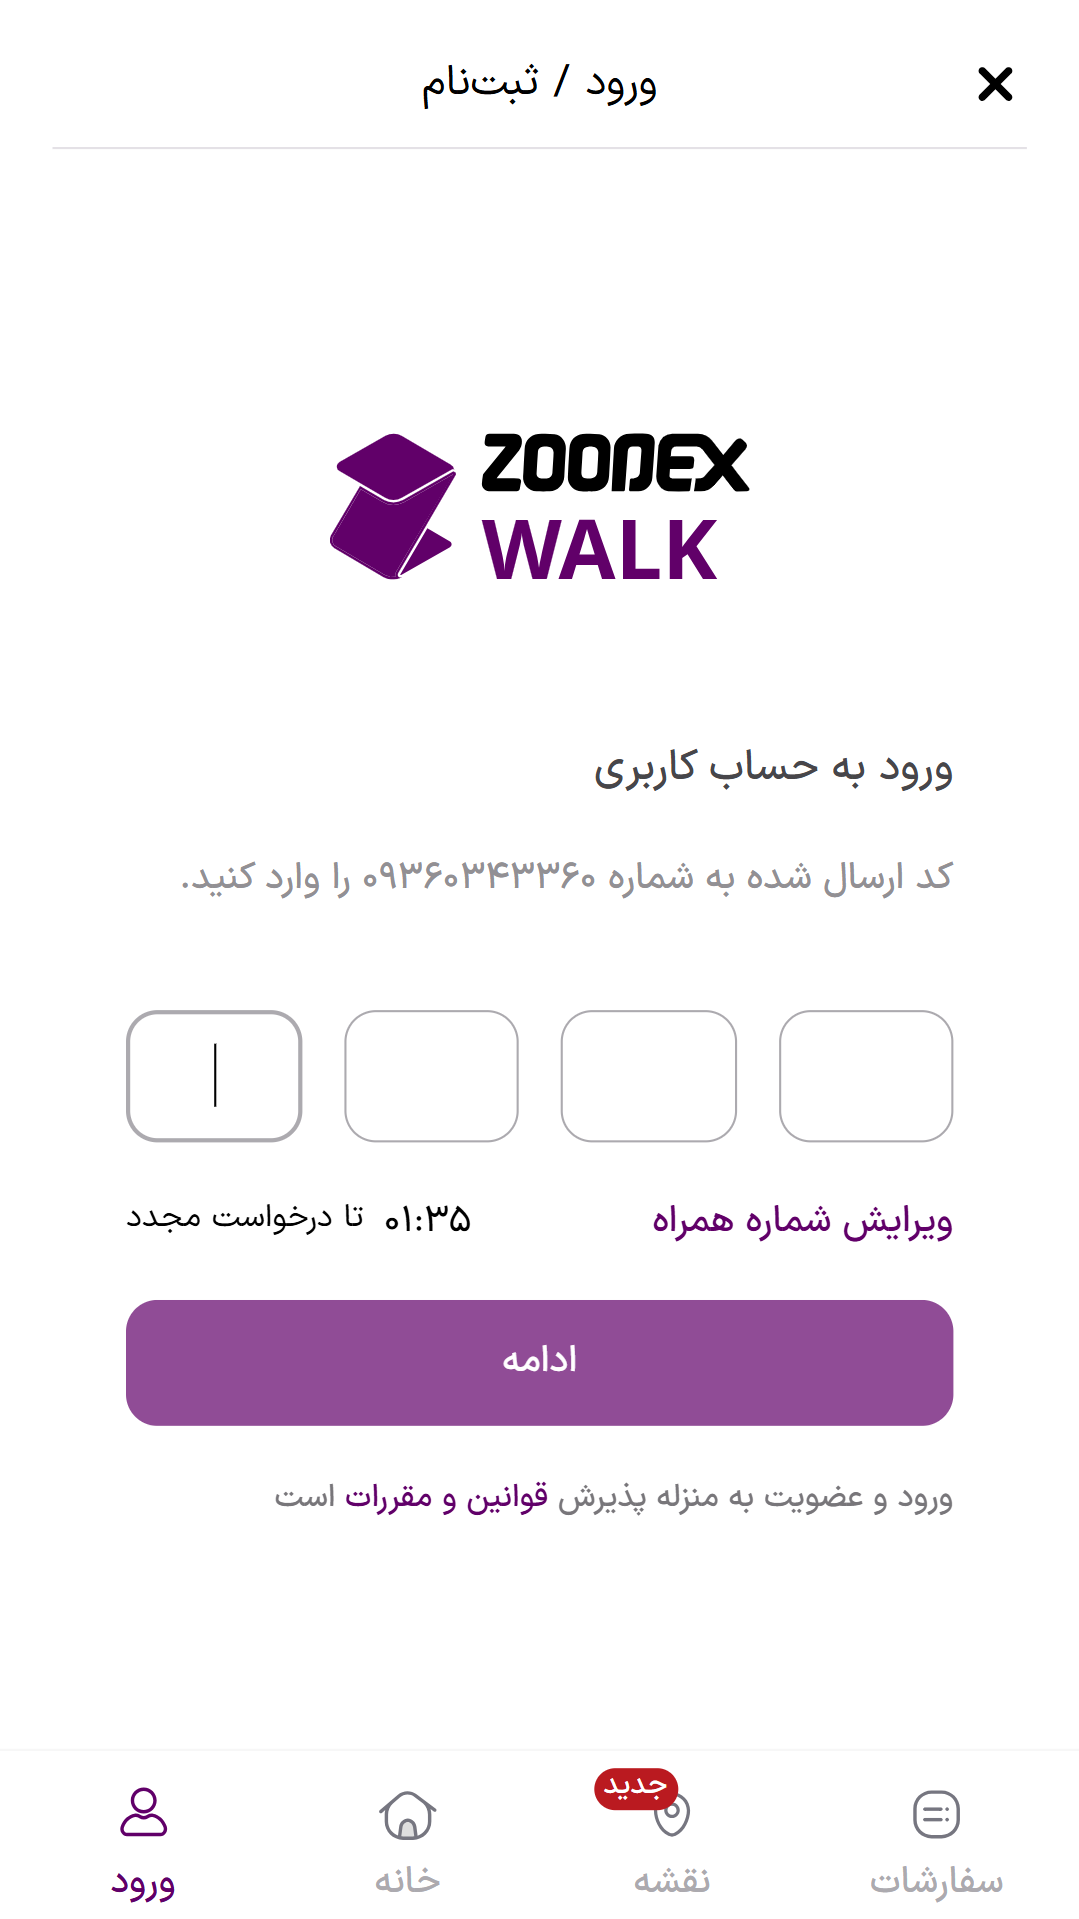 ورود / ثبت‌نام
ZOODEX
WALK
ورود به حساب کاربری
کد ارسال شده به شماره ۰۹۳۶۰۳۴۳۳۶۰ را وارد کنید.
ویرایش شماره همراه
۰۱:۳۵ تا درخواست مجدد
ادامه
ورود و عضویت به منزله پذیرش قوانین و مقررات است
جدید
سفارشات
نقشه
خانه
ورود